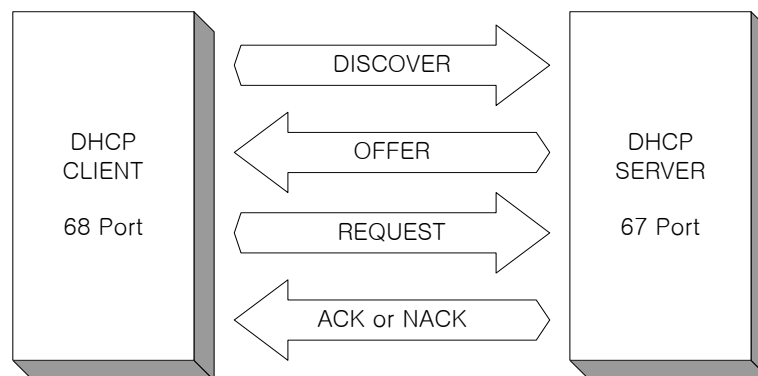 DISCOVER
DHCP
CLIENT
68 Port
OFFER
DHCP
SERVER
67 Port
REQUEST
ACK or NACK